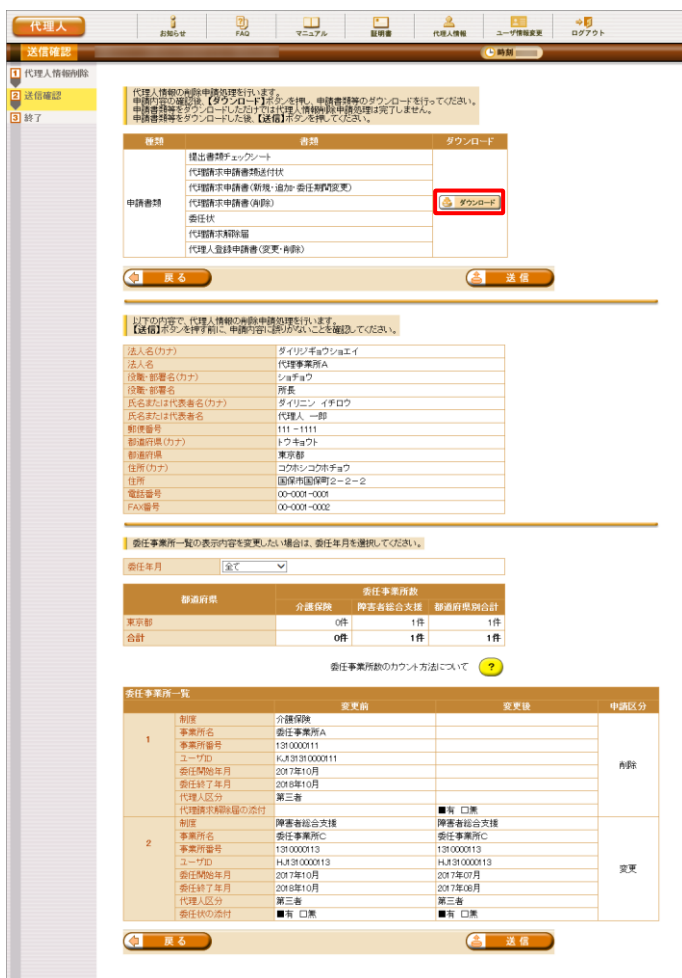 代理人
お知らせ
FAQ
マニュアル
証明書
代理人情報
ユーザ情報変更
ログアウト
送信確認
時刻
1 代理人情報削除
2 送信確認
3 終了
代理人情報の削除申請処理を行います。
申請内容の確認後、【ダウンロード】ボタンを押し、申請書類等のダウンロードを行ってください。
申請書類等をダウンロードしただけでは代理人情報削除申請処理は完了しません。
申請書類等をダウンロードした後、【送信】ボタンを押してください。
種類 書類 ダウンロード
提出書類チェックシート
代理請求申請書類送付状
代理請求申請書(新規・追加・委任期間変更)
申請書類 代理請求申請書(削除) ダウンロード
委任状
代理請求解除届
代理人登録申請書(変更・削除)
戻る 送信
以下の内容で、代理人情報の削除申請処理を行います。
【送信】ボタンを押す前に、申請内容に誤りがないことを確認してください。
法人名(カナ) ダイリジギョウショエイ
法人名 代理事業所A
役職・部署名(カナ) ショチョウ
役職・部署名 所長
氏名または代表者名(カナ) ダイリニン イチロウ
氏名または代表者名 代理人 一郎
郵便番号 111-1111
都道府県(カナ) トウキョウト
都道府県 東京都
住所(カナ) コクホシコクホチョウ
住所 国保市国保町2-2-2
電話番号 00-0001-0001
FAX番号 00-0001-0002
委任事業所一覧の表示内容を変更したい場合は、委任年月を選択してください。
委任年月 全て
都道府県 委任事業所数
介護保険 障害者総合支援 都道府県別合計
東京都 0件 1件 1件
合計 0件 1件 1件
委任事業所数のカウント方法について ?
委任事業所一覧
変更前 変更後 申請区分
1 制度 介護保険
事業所名 委任事業所A
事業所番号 1310000111
ユーザID KJ131310000111
委任開始年月 2017年10月
委任終了年月 2018年10月
代理人区分 第三者
代理請求解除届の添付 ■有 □無
削除
2 制度 障害者総合支援 障害者総合支援
事業所名 委任事業所C 委任事業所C
事業所番号 1310000113 1310000113
ユーザID HJ1310000113 HJ1310000113
委任開始年月 2017年10月 2017年07月
委任終了年月 2018年10月 2017年08月
代理人区分 第三者 第三者
委任状の添付 ■有 □無 ■有 □無
変更
戻る 送信